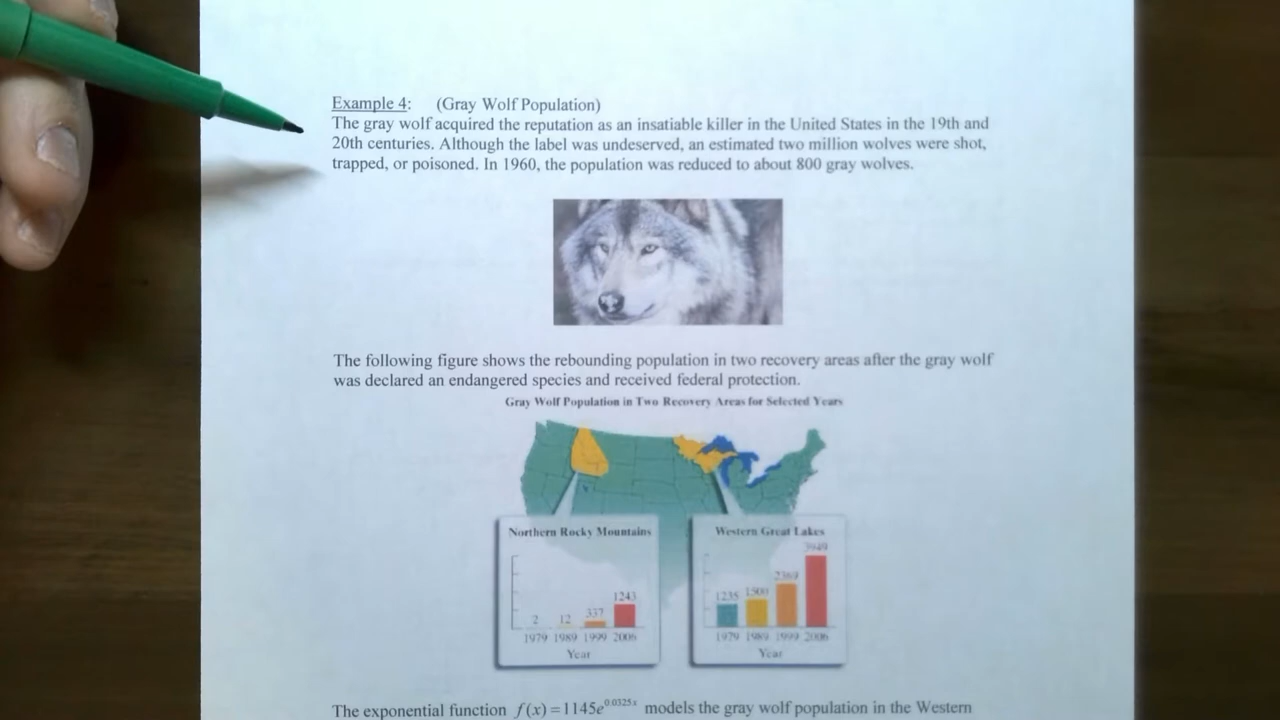 Example 4: (Gray Wolf Population)
The gray wolf acquired the reputation as an insatiable killer in the United States in the 19th and
20th centuries. Although the label was undeserved, an estimated two million wolves were shot,
trapped, or poisoned. In 1960, the population was reduced to about 800 gray wolves.
The following figure shows the rebounding population in two recovery areas after the gray wolf
was declared an endangered species and received federal protection.
Gray Wolf Population in Two Recovery Areas for Selected Years
Northern Rocky Mountains
2 12 337 1243
1979 1989 1999 2006
Year
Western Great Lakes
1235 1500 2369 3949
1979 1989 1999 2006
Year
The exponential function f(x)=1145e^0.0325x models the gray wolf population in the Western